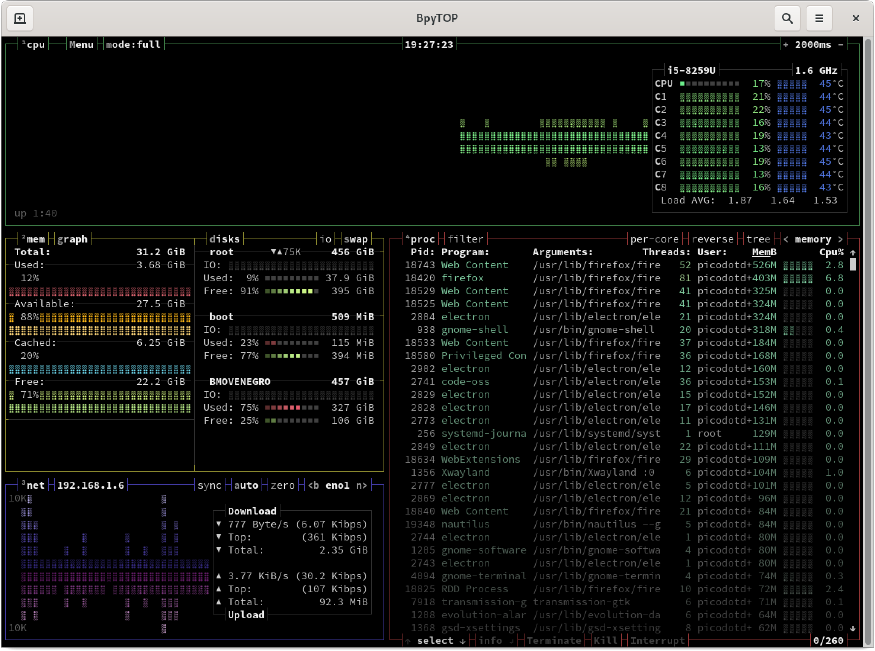 BpyTOP
³cpu Menu mode:full 19:27:23 + 2000ms -
i5-8259U 1.6 GHz
CPU 17% 45°C
C1 21% 44°C
C2 22% 45°C
C3 16% 44°C
C4 19% 43°C
C5 13% 44°C
C6 19% 45°C
C7 13% 44°C
C8 16% 43°C
Load AVG: 1.87 1.64 1.53
up 1:40
²mem graph
Total: 31.2 GiB
Used: 3.68 GiB
12%
Available: 27.5 GiB
88%
Cached: 6.25 GiB
20%
Free: 22.2 GiB
71%
disks io swap
root ▼▲75K 456 GiB
IO:
Used: 9% 37.9 GiB
Free: 91% 395 GiB
boot 509 MiB
IO:
Used: 23% 115 MiB
Free: 77% 394 MiB
BMOVENEGRO 457 GiB
IO:
Used: 75% 327 GiB
Free: 25% 106 GiB
³net 192.168.1.6 sync auto zero <b eno1 n>
10K
Download
▼ 777 Byte/s (6.07 Kibps)
▼ Top: (361 Kibps)
▼ Total: 2.35 GiB
▲ 3.77 KiB/s (30.2 Kibps)
▲ Top: (107 Kibps)
▲ Total: 92.3 MiB
Upload
10K
⁴proc filter per-core reverse tree < memory >
Pid: Program: Arguments: Threads: User: MemB Cpu% ↑
18743 Web Content /usr/lib/firefox/fire 52 picodotd+526M 2.8
18420 firefox /usr/lib/firefox/fire 81 picodotd+403M 6.8
18529 Web Content /usr/lib/firefox/fire 41 picodotd+325M 0.0
18525 Web Content /usr/lib/firefox/fire 41 picodotd+324M 0.0
2884 electron /usr/lib/electron/ele 21 picodotd+324M 0.0
938 gnome-shell /usr/bin/gnome-shell 20 picodotd+318M 0.4
18533 Web Content /usr/lib/firefox/fire 37 picodotd+184M 0.0
18580 Privileged Con /usr/lib/firefox/fire 36 picodotd+168M 0.0
2982 electron /usr/lib/electron/ele 12 picodotd+160M 0.0
2741 code-oss /usr/lib/electron/ele 36 picodotd+153M 0.1
2829 electron /usr/lib/electron/ele 15 picodotd+152M 0.0
2828 electron /usr/lib/electron/ele 17 picodotd+146M 0.0
2773 electron /usr/lib/electron/ele 11 picodotd+131M 0.0
256 systemd-journa /usr/lib/systemd/syst 1 root 129M 0.0
2849 electron /usr/lib/electron/ele 22 picodotd+111M 0.0
18634 WebExtensions /usr/lib/firefox/fire 29 picodotd+109M 0.0
1356 Xwayland /usr/bin/Xwayland :0 6 picodotd+104M 1.0
2777 electron /usr/lib/electron/ele 5 picodotd+101M 0.0
2869 electron /usr/lib/electron/ele 12 picodotd+ 96M 0.0
18840 Web Content /usr/lib/firefox/fire 21 picodotd+ 84M 0.0
19348 nautilus /usr/bin/nautilus --g 5 picodotd+ 84M 0.0
2744 electron /usr/lib/electron/ele 1 picodotd+ 80M 0.0
1285 gnome-software /usr/bin/gnome-softwa 4 picodotd+ 80M 0.0
2743 electron /usr/lib/electron/ele 1 picodotd+ 80M 0.0
4894 gnome-terminal /usr/lib/gnome-termin 4 picodotd+ 74M 0.3
18825 RDD Process /usr/lib/firefox/fire 10 picodotd+ 72M 2.4
7918 transmission-g transmission-gtk 6 picodotd+ 71M 0.1
1208 evolution-alar /usr/lib/evolution-da 6 picodotd+ 64M 0.0
1368 gsd-xsettings /usr/lib/gsd-xsetting 8 picodotd+ 62M 0.0 ↓
↑ select ↓ info ↲ Terminate Kill Interrupt 0/260